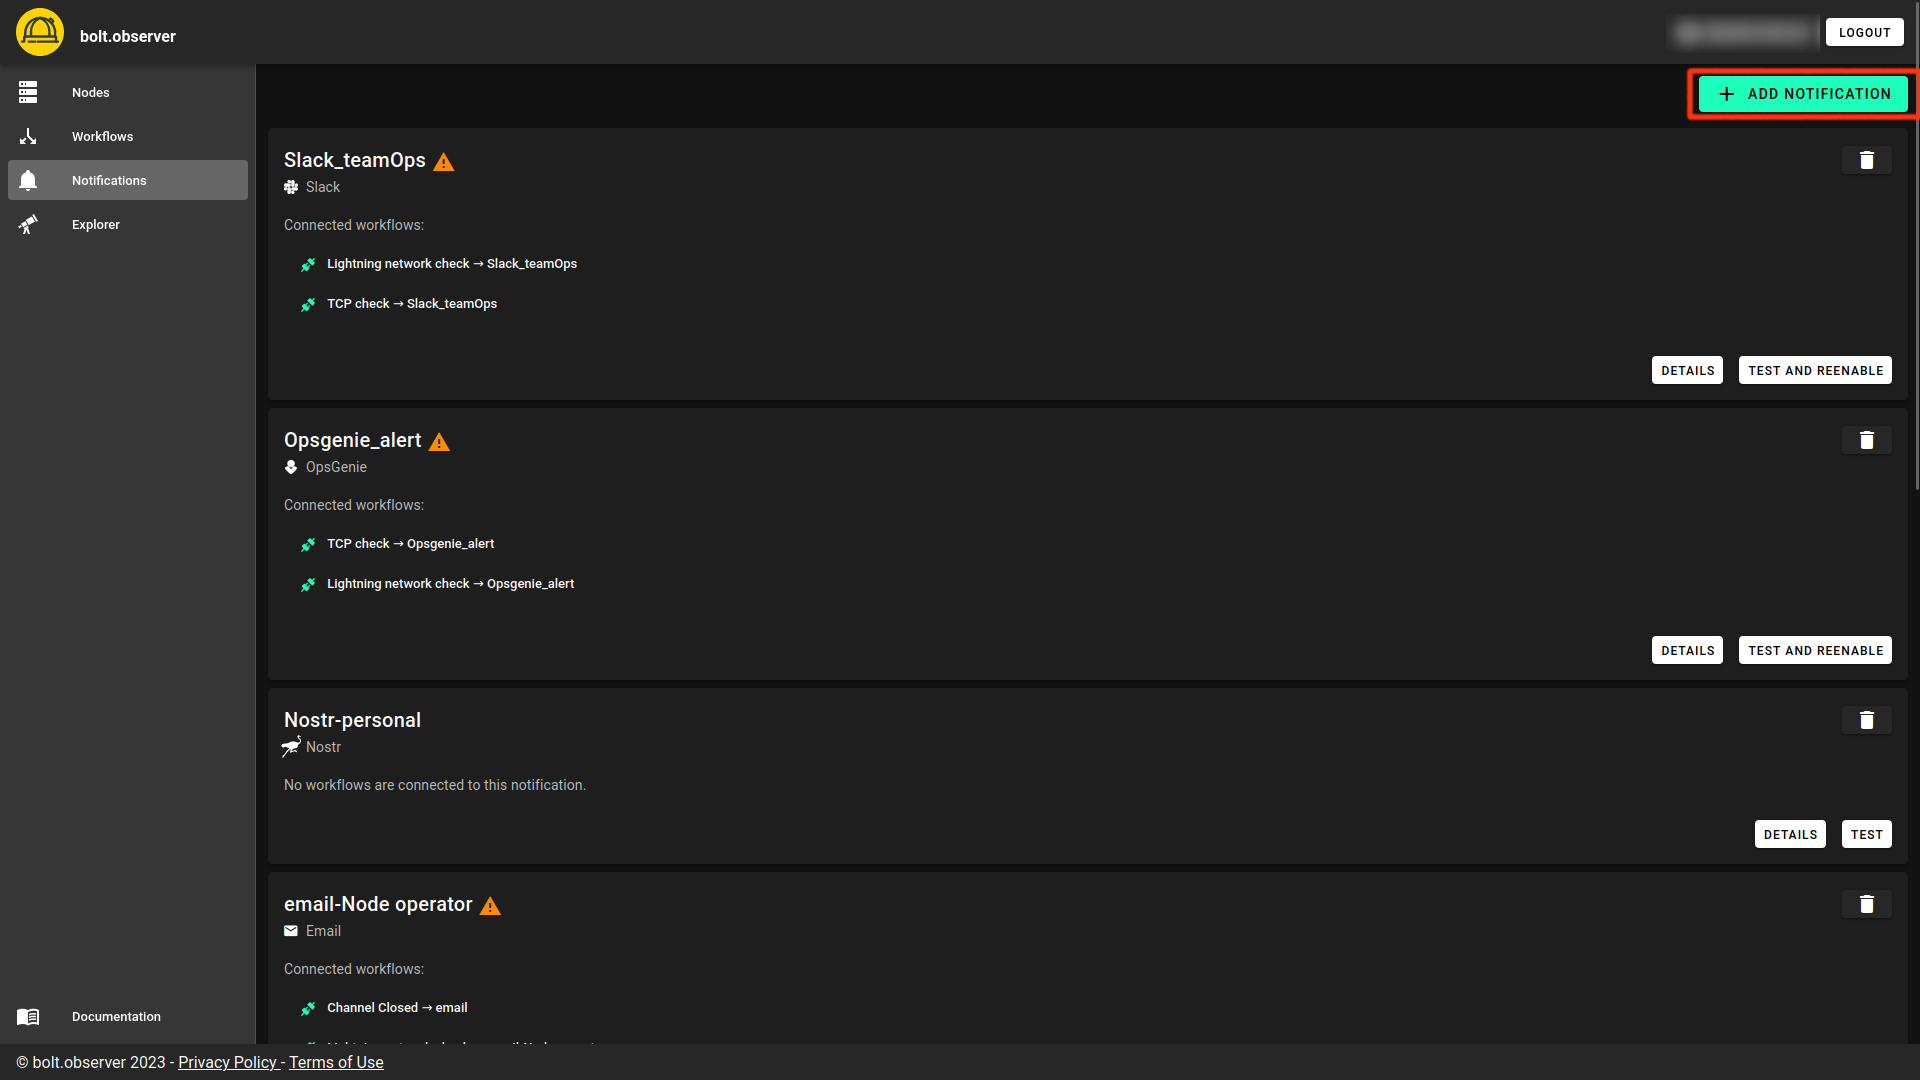 bolt.observer
LOGOUT
Nodes
Workflows
Notifications
Explorer
Documentation
ADD NOTIFICATION
Slack_teamOps
Slack
Connected workflows:
Lightning network check → Slack_teamOps
TCP check → Slack_teamOps
DETAILS TEST AND REENABLE
Opsgenie_alert
OpsGenie
Connected workflows:
TCP check → Opsgenie_alert
Lightning network check → Opsgenie_alert
DETAILS TEST AND REENABLE
Nostr-personal
Nostr
No workflows are connected to this notification.
DETAILS TEST
email-Node operator
Email
Connected workflows:
Channel Closed → email
© bolt.observer 2023 - Privacy Policy - Terms of Use